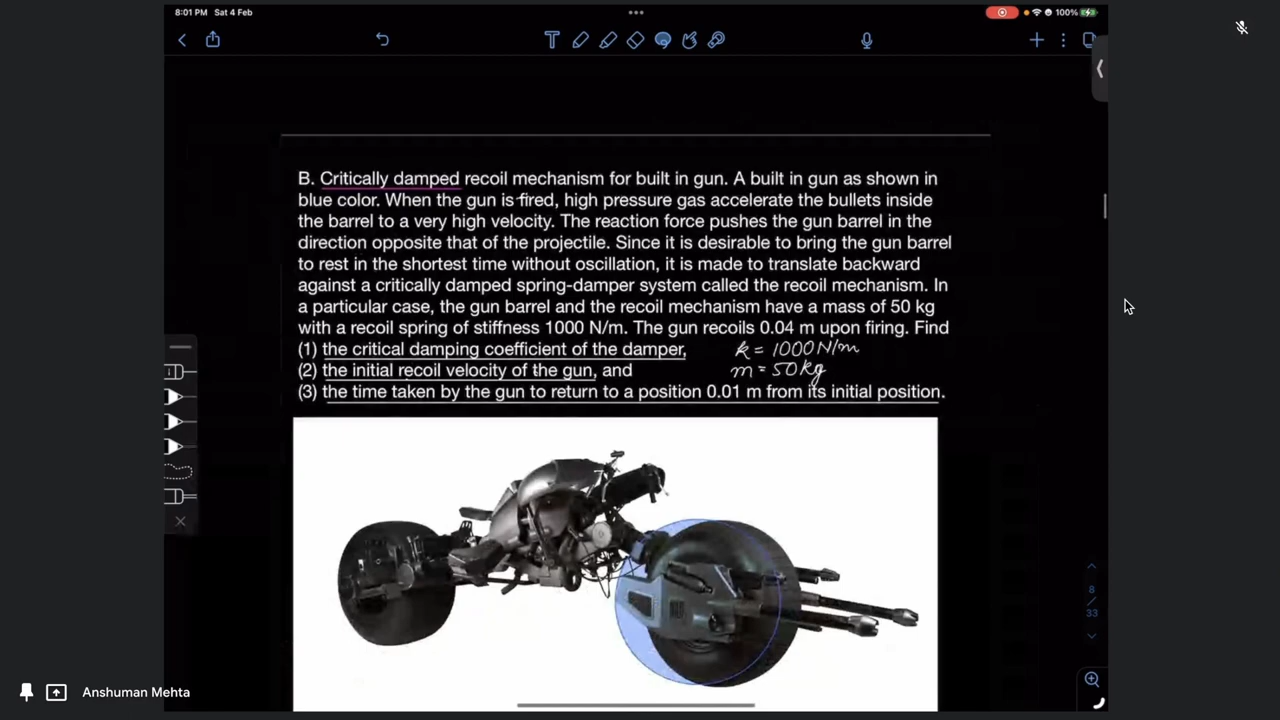 8:01 PM Sat 4 Feb
100%
B. Critically damped recoil mechanism for built in gun. A built in gun as shown in
blue color. When the gun is fired, high pressure gas accelerate the bullets inside
the barrel to a very high velocity. The reaction force pushes the gun barrel in the
direction opposite that of the projectile. Since it is desirable to bring the gun barrel
to rest in the shortest time without oscillation, it is made to translate backward
against a critically damped spring-damper system called the recoil mechanism. In
a particular case, the gun barrel and the recoil mechanism have a mass of 50 kg
with a recoil spring of stiffness 1000 N/m. The gun recoils 0.04 m upon firing. Find
(1) the critical damping coefficient of the damper,
k = 1000 N/m
(2) the initial recoil velocity of the gun, and
m = 50 kg
(3) the time taken by the gun to return to a position 0.01 m from its initial position.
8
/
33
Anshuman Mehta